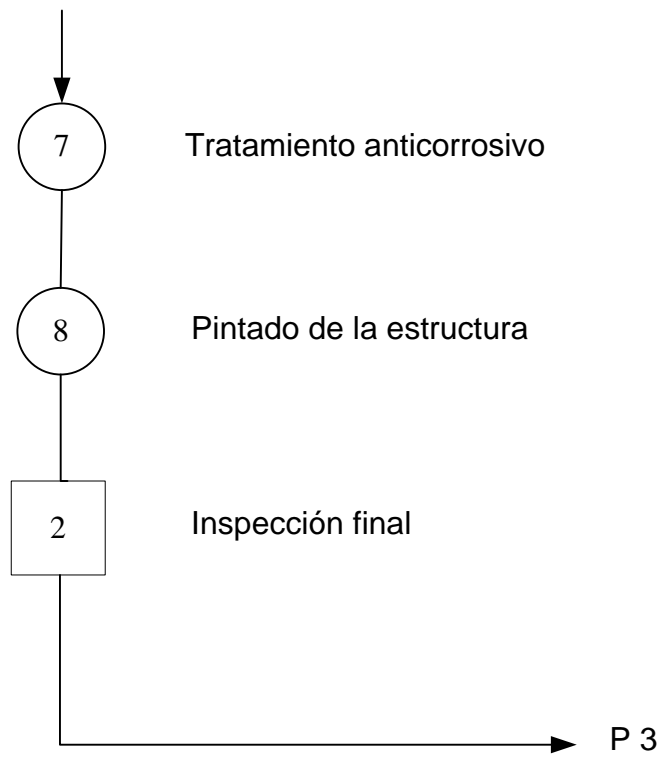 7 Tratamiento anticorrosivo
8 Pintado de la estructura
2 Inspección final
P 3